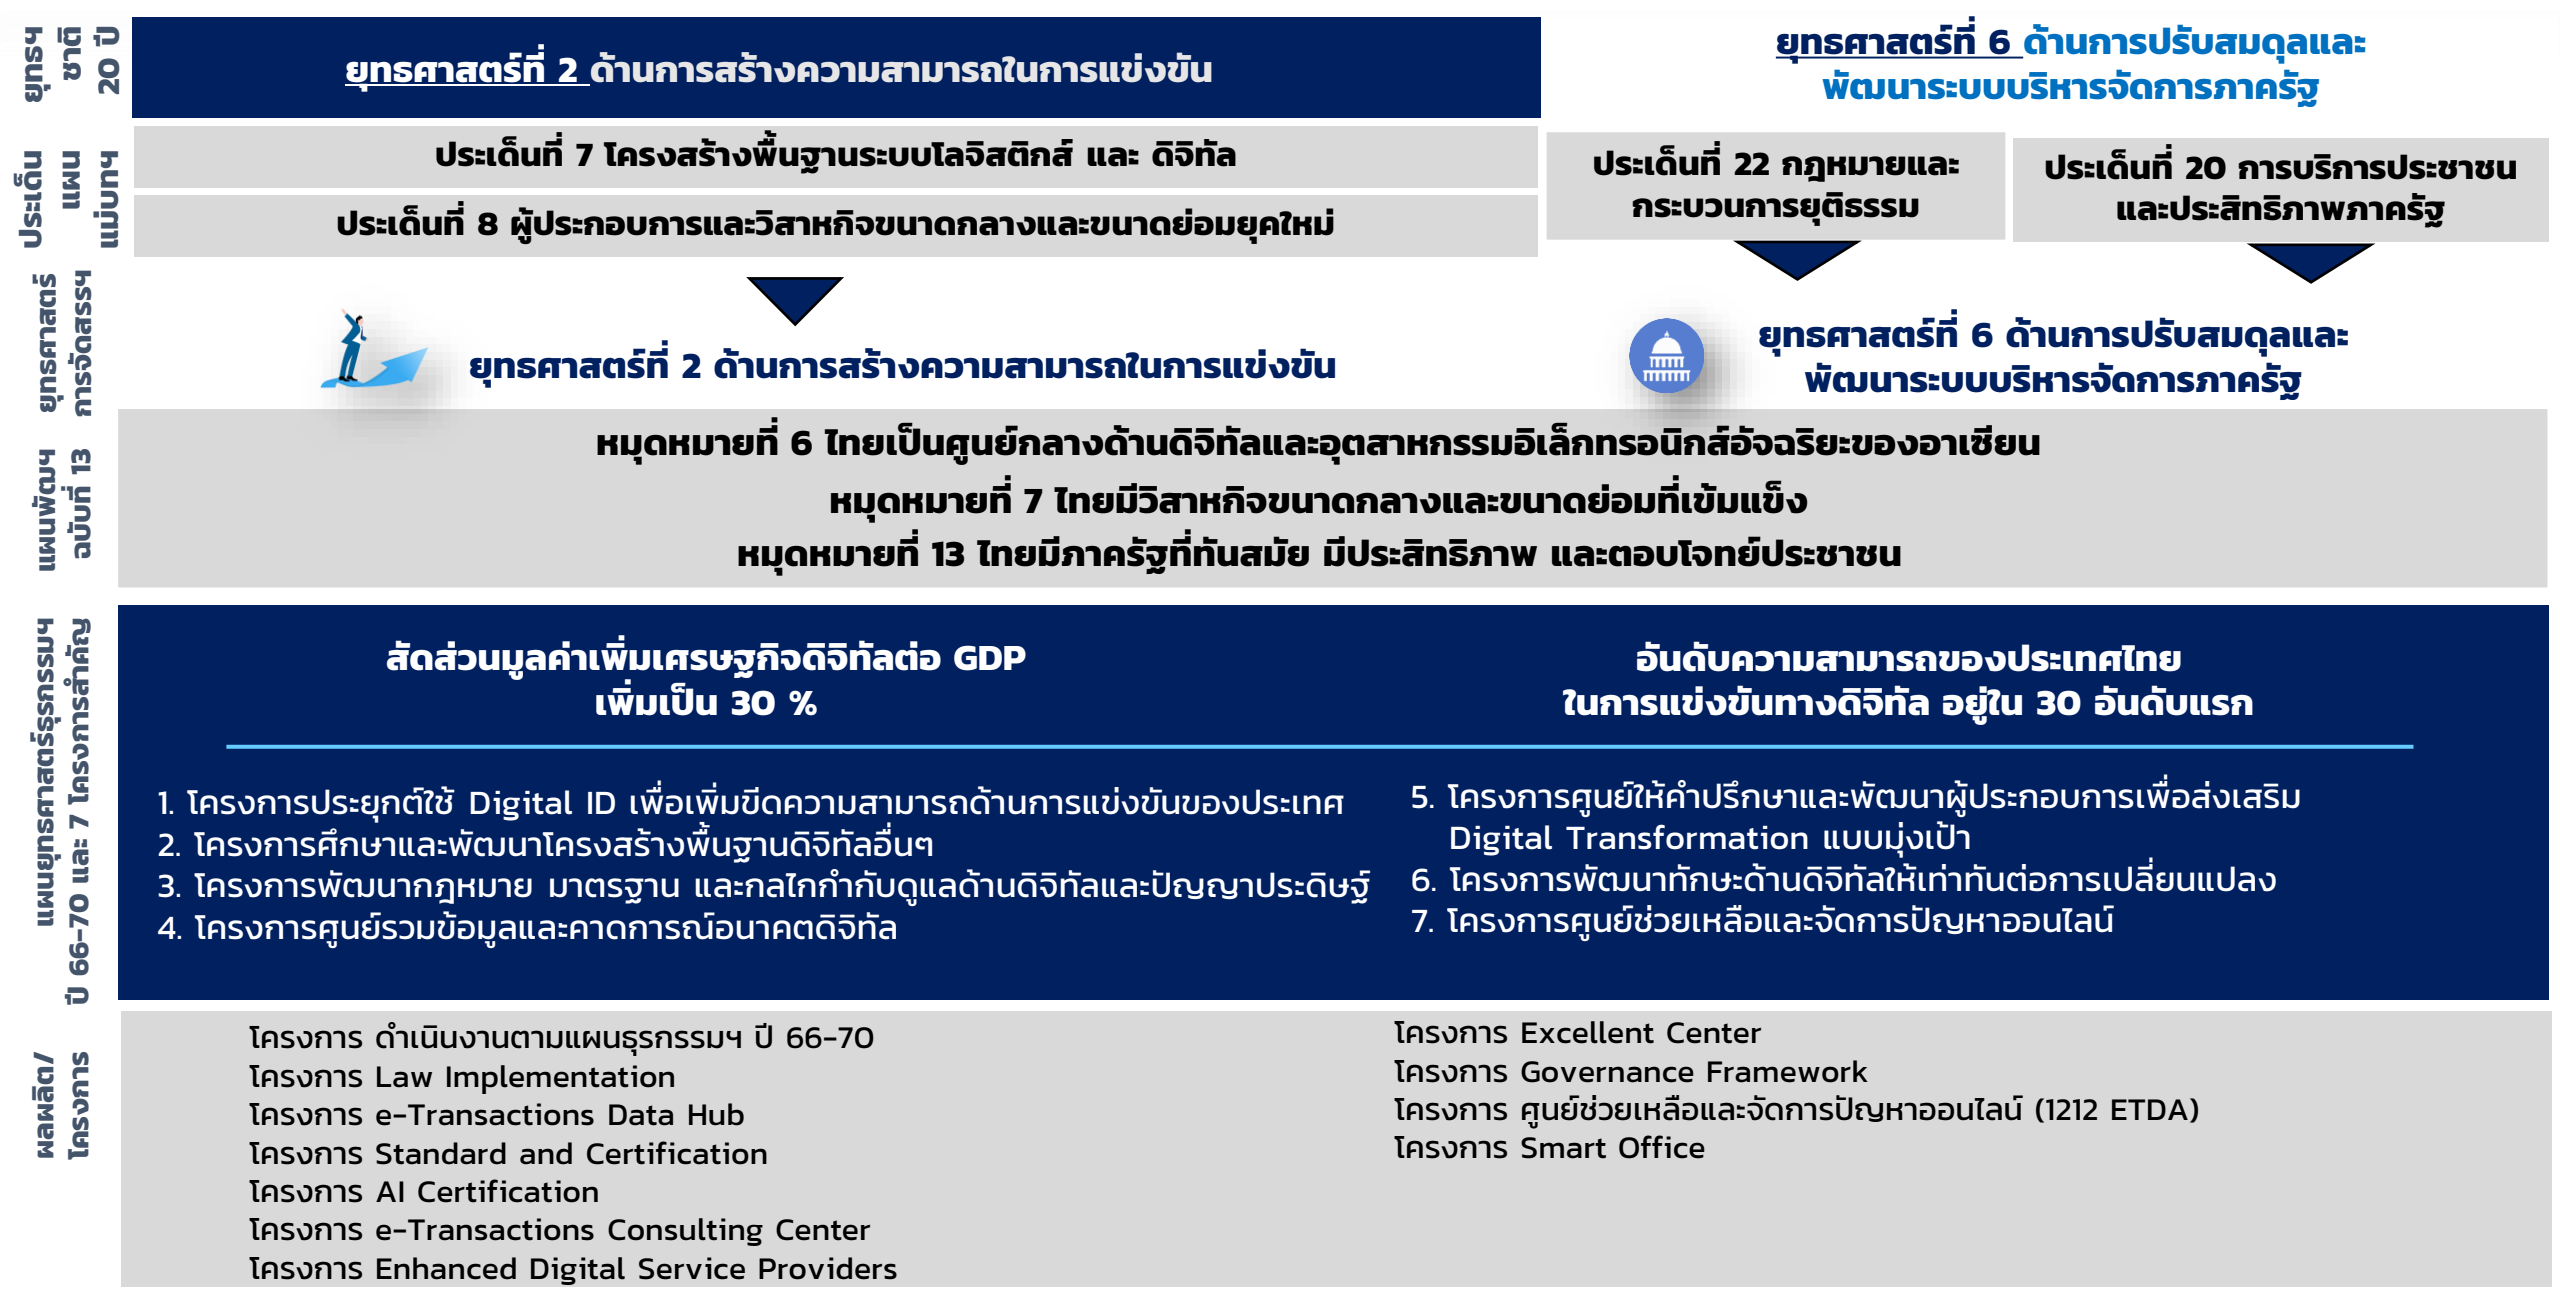 ยุทธฯ
ชาติ
20 ปี
ยุทธศาสตร์ที่ 2 ด้านการสร้างความสามารถในการแข่งขัน
ยุทธศาสตร์ที่ 6 ด้านการปรับสมดุลและ
พัฒนาระบบบริหารจัดการภาครัฐ
ประเด็น
แผน
แม่บทฯ
ประเด็นที่ 7 โครงสร้างพื้นฐานระบบโลจิสติกส์ และ ดิจิทัล
ประเด็นที่ 8 ผู้ประกอบการและวิสาหกิจขนาดกลางและขนาดย่อมยุคใหม่
ประเด็นที่ 22 กฎหมายและ
กระบวนการยุติธรรม
ประเด็นที่ 20 การบริการประชาชน
และประสิทธิภาพภาครัฐ
ยุทธศาสตร์
การจัดสรรฯ
ยุทธศาสตร์ที่ 2 ด้านการสร้างความสามารถในการแข่งขัน
ยุทธศาสตร์ที่ 6 ด้านการปรับสมดุลและ
พัฒนาระบบบริหารจัดการภาครัฐ
แผนพัฒฯ
ฉบับที่ 13
หมุดหมายที่ 6 ไทยเป็นศูนย์กลางด้านดิจิทัลและอุตสาหกรรมอิเล็กทรอนิกส์อัจฉริยะของอาเซียน
หมุดหมายที่ 7 ไทยมีวิสาหกิจขนาดกลางและขนาดย่อมที่เข้มแข็ง
หมุดหมายที่ 13 ไทยมีภาครัฐที่ทันสมัย มีประสิทธิภาพ และตอบโจทย์ประชาชน
แผนยุทธศาสตร์ธุรกรรมฯ
ปี 66-70 และ 7 โครงการสำคัญ
สัดส่วนมูลค่าเพิ่มเศรษฐกิจดิจิทัลต่อ GDP
เพิ่มเป็น 30 %
อันดับความสามารถของประเทศไทย
ในการแข่งขันทางดิจิทัล อยู่ใน 30 อันดับแรก
1. โครงการประยุกต์ใช้ Digital ID เพื่อเพิ่มขีดความสามารถด้านการแข่งขันของประเทศ
2. โครงการศึกษาและพัฒนาโครงสร้างพื้นฐานดิจิทัลอื่นๆ
3. โครงการพัฒนากฎหมาย มาตรฐาน และกลไกกำกับดูแลด้านดิจิทัลและปัญญาประดิษฐ์
4. โครงการศูนย์รวมข้อมูลและคาดการณ์อนาคตดิจิทัล
5. โครงการศูนย์ให้คำปรึกษาและพัฒนาผู้ประกอบการเพื่อส่งเสริม
Digital Transformation แบบมุ่งเป้า
6. โครงการพัฒนาทักษะด้านดิจิทัลให้เท่าทันต่อการเปลี่ยนแปลง
7. โครงการศูนย์ช่วยเหลือและจัดการปัญหาออนไลน์
ผลผลิต/
โครงการ
โครงการ ดำเนินงานตามแผนธุรกรรมฯ ปี 66-70
โครงการ Law Implementation
โครงการ e-Transactions Data Hub
โครงการ Standard and Certification
โครงการ AI Certification
โครงการ e-Transactions Consulting Center
โครงการ Enhanced Digital Service Providers
โครงการ Excellent Center
โครงการ Governance Framework
โครงการ ศูนย์ช่วยเหลือและจัดการปัญหาออนไลน์ (1212 ETDA)
โครงการ Smart Office